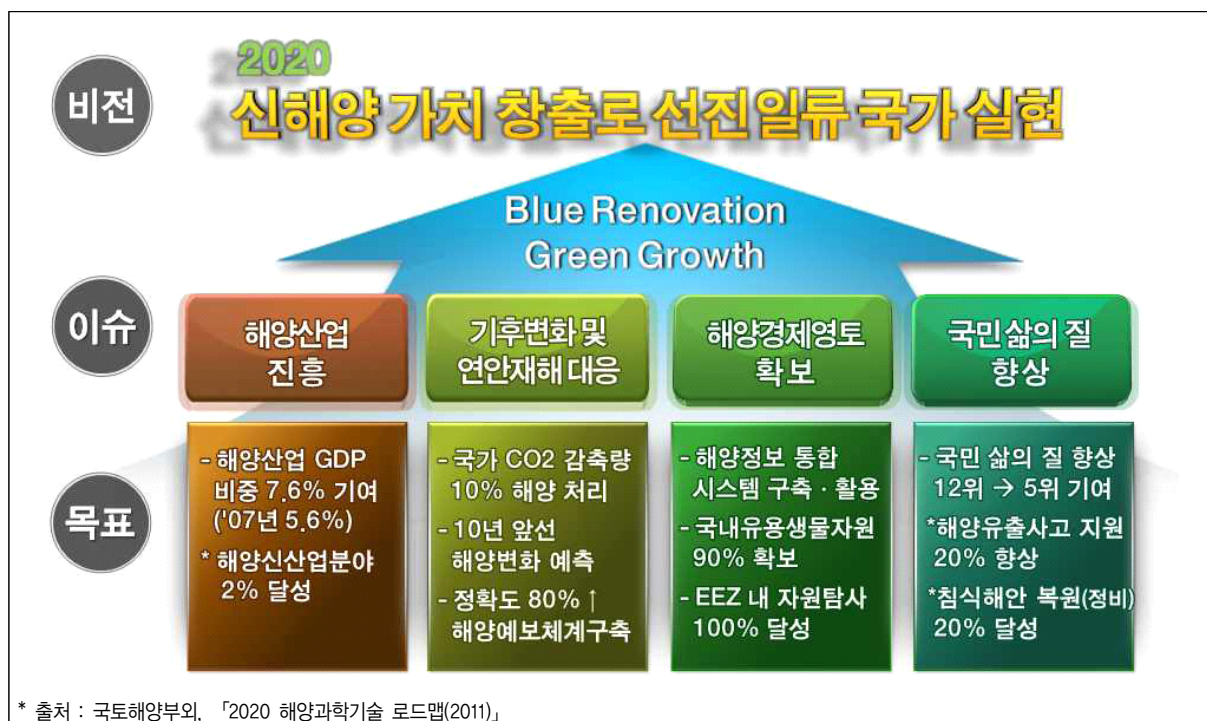 비전
2020
신해양 가치 창출로 선진일류 국가 실현
Blue Renovation
Green Growth
이슈
해양산업
진흥
기후변화 및
연안재해 대응
해양경제영토
확보
국민 삶의 질
향상
목표
- 해양산업 GDP
비중 7.6% 기여
('07년 5.6%)
* 해양신산업분야
2% 달성
- 국가 CO2 감축량
10% 해양 처리
- 10년 앞선
해양변화 예측
- 정확도 80% ↑
해양예보체계구축
- 해양정보 통합
시스템 구축 · 활용
- 국내유용생물자원
90% 확보
- EEZ 내 자원탐사
100% 달성
- 국민 삶의 질 향상
12위 → 5위 기여
*해양유출사고 지원
20% 향상
*침식해안 복원(정비)
20% 달성
* 출처 : 국토해양부외, 「2020 해양과학기술 로드맵(2011)」